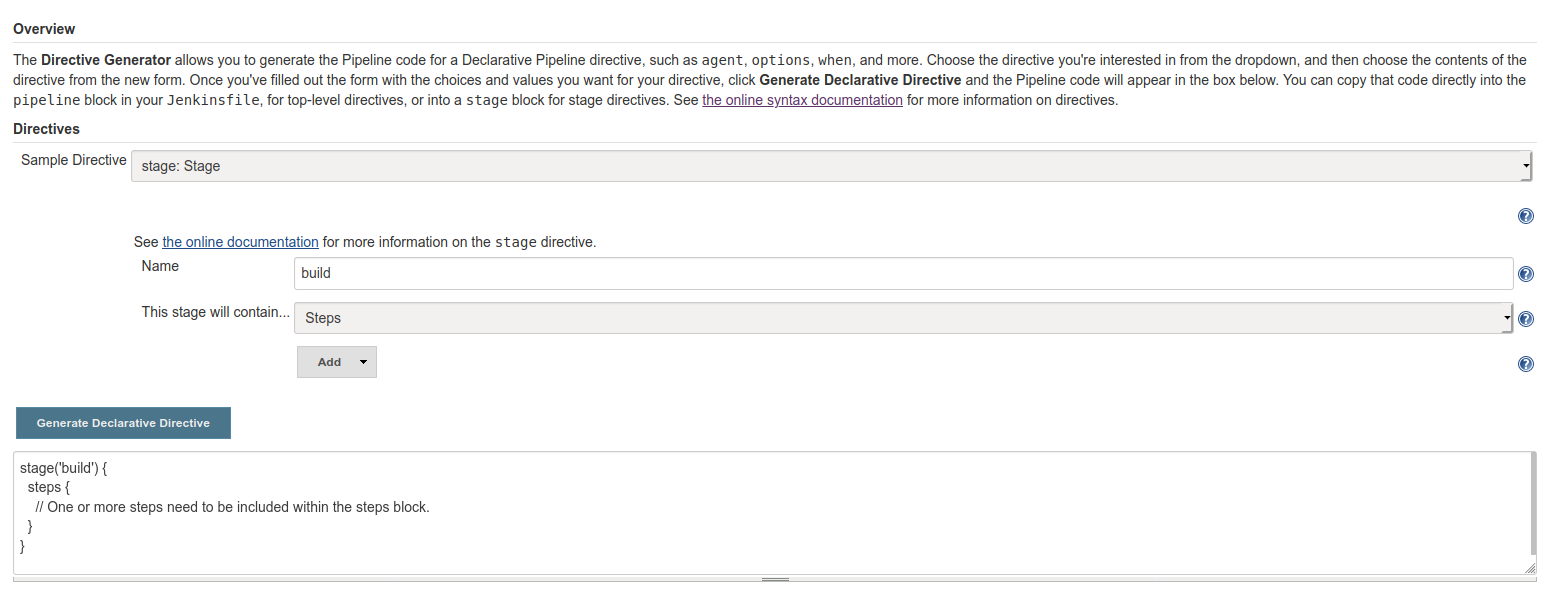 Overview
The Directive Generator allows you to generate the Pipeline code for a Declarative Pipeline directive, such as agent, options, when, and more. Choose the directive you're interested in from the dropdown, and then choose the contents of the
directive from the new form. Once you've filled out the form with the choices and values you want for your directive, click Generate Declarative Directive and the Pipeline code will appear in the box below. You can copy that code directly into the
pipeline block in your Jenkinsfile, for top-level directives, or into a stage block for stage directives. See the online syntax documentation for more information on directives.
Directives
Sample Directive stage: Stage
?
See the online documentation for more information on the stage directive.
Name build ?
This stage will contain... Steps ?
Add ?
Generate Declarative Directive
stage('build') {
steps {
// One or more steps need to be included within the steps block.
}
}